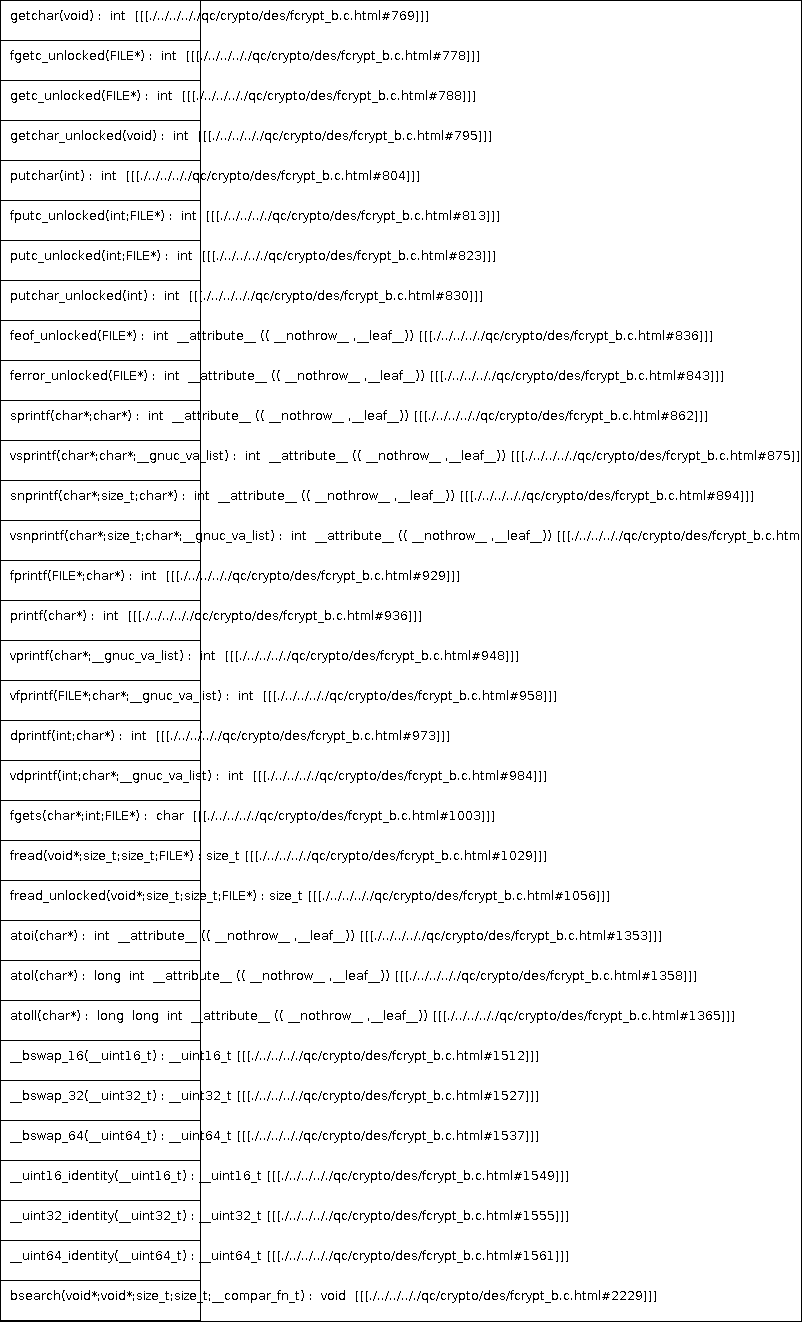 getchar(void) : int [[[./../../././qc/crypto/des/fcrypt_b.c.html#769]]]
fgetc_unlocked(FILE*) : int [[[./../../././qc/crypto/des/fcrypt_b.c.html#778]]]
getc_unlocked(FILE*) : int [[[./../../././qc/crypto/des/fcrypt_b.c.html#788]]]
getchar_unlocked(void) : int [[[./../../././qc/crypto/des/fcrypt_b.c.html#795]]]
putchar(int) : int [[[./../../././qc/crypto/des/fcrypt_b.c.html#804]]]
fputc_unlocked(int;FILE*) : int [[[./../../././qc/crypto/des/fcrypt_b.c.html#813]]]
putc_unlocked(int;FILE*) : int [[[./../../././qc/crypto/des/fcrypt_b.c.html#823]]]
putchar_unlocked(int) : int [[[./../../././qc/crypto/des/fcrypt_b.c.html#830]]]
feof_unlocked(FILE*) : int __attribute__ (( __nothrow__ ,__leaf__)) [[[./../../././qc/crypto/des/fcrypt_b.c.html#836]]]
ferror_unlocked(FILE*) : int __attribute__ (( __nothrow__ ,__leaf__)) [[[./../../././qc/crypto/des/fcrypt_b.c.html#843]]]
sprintf(char*;char*) : int __attribute__ (( __nothrow__ ,__leaf__)) [[[./../../././qc/crypto/des/fcrypt_b.c.html#862]]]
vsprintf(char*;char*;__gnuc_va_list) : int __attribute__ (( __nothrow__ ,__leaf__)) [[[./../../././qc/crypto/des/fcrypt_b.c.html#875]]
snprintf(char*;size_t;char*) : int __attribute__ (( __nothrow__ ,__leaf__)) [[[./../../././qc/crypto/des/fcrypt_b.c.html#894]]]
vsnprintf(char*;size_t;char*;__gnuc_va_list) : int __attribute__ (( __nothrow__ ,__leaf__)) [[[./../../././qc/crypto/des/fcrypt_b.c.htm
fprintf(FILE*;char*) : int [[[./../../././qc/crypto/des/fcrypt_b.c.html#929]]]
printf(char*) : int [[[./../../././qc/crypto/des/fcrypt_b.c.html#936]]]
vprintf(char*;__gnuc_va_list) : int [[[./../../././qc/crypto/des/fcrypt_b.c.html#948]]]
vfprintf(FILE*;char*;__gnuc_va_list) : int [[[./../../././qc/crypto/des/fcrypt_b.c.html#958]]]
dprintf(int;char*) : int [[[./../../././qc/crypto/des/fcrypt_b.c.html#973]]]
vdprintf(int;char*;__gnuc_va_list) : int [[[./../../././qc/crypto/des/fcrypt_b.c.html#984]]]
fgets(char*;int;FILE*) : char [[[./../../././qc/crypto/des/fcrypt_b.c.html#1003]]]
fread(void*;size_t;size_t;FILE*) : size_t [[[./../../././qc/crypto/des/fcrypt_b.c.html#1029]]]
fread_unlocked(void*;size_t;size_t;FILE*) : size_t [[[./../../././qc/crypto/des/fcrypt_b.c.html#1056]]]
atoi(char*) : int __attribute__ (( __nothrow__ ,__leaf__)) [[[./../../././qc/crypto/des/fcrypt_b.c.html#1353]]]
atol(char*) : long int __attribute__ (( __nothrow__ ,__leaf__)) [[[./../../././qc/crypto/des/fcrypt_b.c.html#1358]]]
atoll(char*) : long long int __attribute__ (( __nothrow__ ,__leaf__)) [[[./../../././qc/crypto/des/fcrypt_b.c.html#1365]]]
__bswap_16(__uint16_t) : __uint16_t [[[./../../././qc/crypto/des/fcrypt_b.c.html#1512]]]
__bswap_32(__uint32_t) : __uint32_t [[[./../../././qc/crypto/des/fcrypt_b.c.html#1527]]]
__bswap_64(__uint64_t) : __uint64_t [[[./../../././qc/crypto/des/fcrypt_b.c.html#1537]]]
__uint16_identity(__uint16_t) : __uint16_t [[[./../../././qc/crypto/des/fcrypt_b.c.html#1549]]]
__uint32_identity(__uint32_t) : __uint32_t [[[./../../././qc/crypto/des/fcrypt_b.c.html#1555]]]
__uint64_identity(__uint64_t) : __uint64_t [[[./../../././qc/crypto/des/fcrypt_b.c.html#1561]]]
bsearch(void*;void*;size_t;size_t;__compar_fn_t) : void [[[./../../././qc/crypto/des/fcrypt_b.c.html#2229]]]